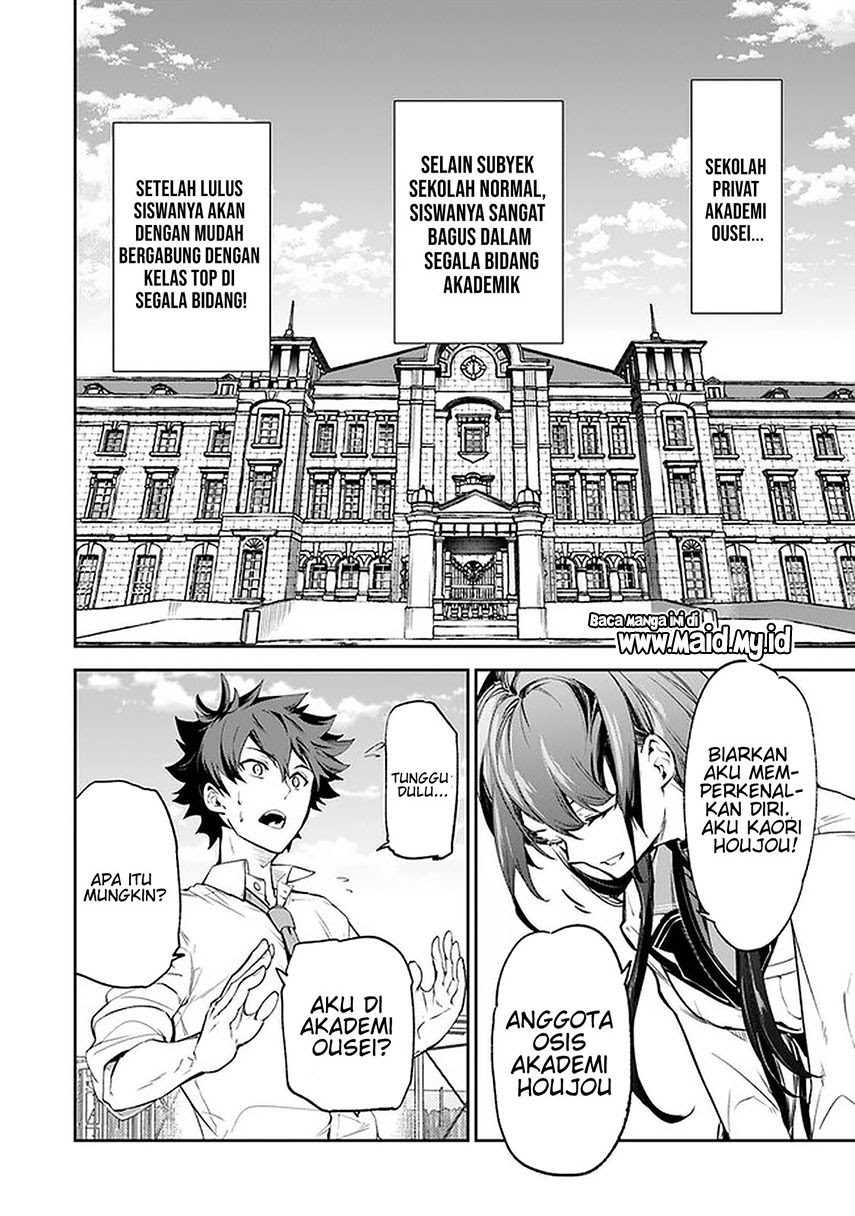 SEKOLAH
PRIVAT
AKADEMI
OUSEI...
SELAIN SUBYEK
SEKOLAH NORMAL,
SISWANYA SANGAT
BAGUS DALAM
SEGALA BIDANG
AKADEMIK
SETELAH LULUS
SISWANYA AKAN
DENGAN MUDAH
BERGABUNG DENGAN
KELAS TOP DI
SEGALA BIDANG!
Baca Manga ini di
www.Maid.My.id
BIARKAN
AKU MEM-
PERKENAL-
KAN DIRI.
AKU KAORI
HOUJOU!
ANGGOTA
OSIS
AKADEMI
HOUJOU
TUNGGU
DULU...
AKU DI
AKADEMI
OUSEI?
APA ITU
MUNGKIN?